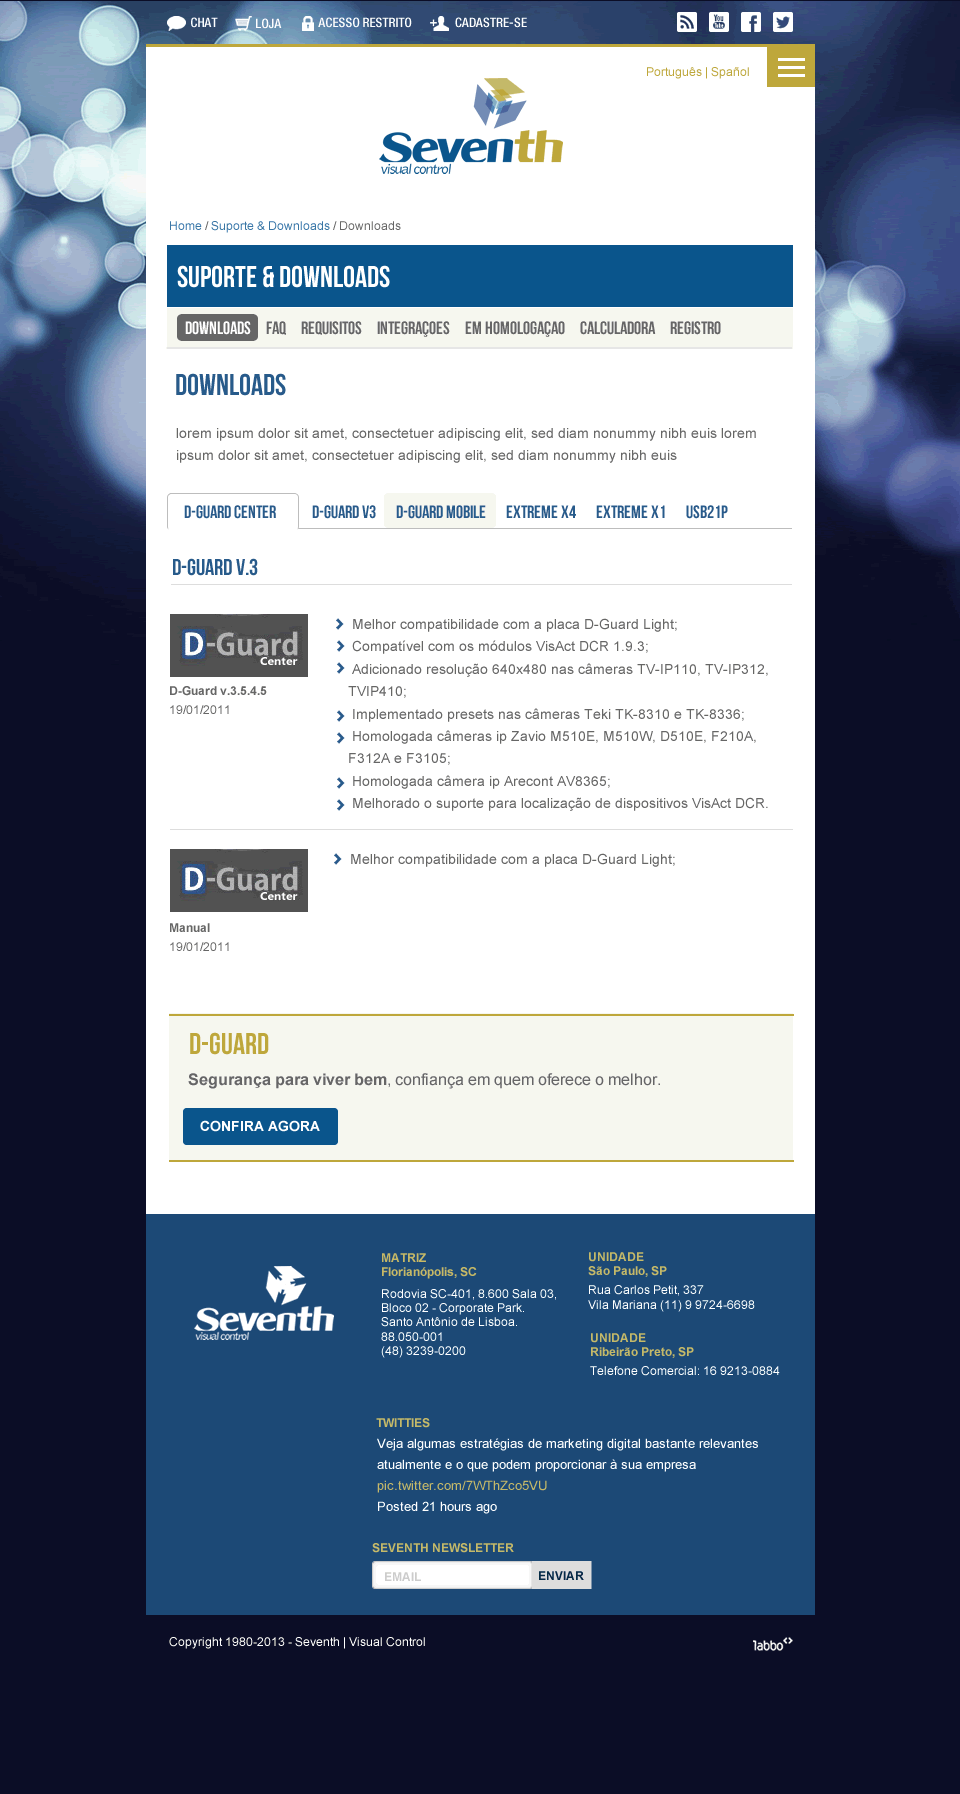 CHAT LOJA ACESSO RESTRITO CADASTRE-SE
You Tube
Português | Spañol
Seventh
visual control
Home / Suporte & Downloads / Downloads
SUPORTE & DOWNLOADS
DOWNLOADS FAQ REQUISITOS INTEGRAÇOES EM HOMOLOGAÇAO CALCULADORA REGISTRO
DOWNLOADS
lorem ipsum dolor sit amet, consectetuer adipiscing elit, sed diam nonummy nibh euis lorem
ipsum dolor sit amet, consectetuer adipiscing elit, sed diam nonummy nibh euis
D-GUARD CENTER D-GUARD V3 D-GUARD MOBILE EXTREME X4 EXTREME X1 USB21P
D-GUARD V.3
D-Guard
Center
D-Guard v.3.5.4.5
19/01/2011
Melhor compatibilidade com a placa D-Guard Light;
Compatível com os módulos VisAct DCR 1.9.3;
Adicionado resolução 640x480 nas câmeras TV-IP110, TV-IP312,
TVIP410;
Implementado presets nas câmeras Teki TK-8310 e TK-8336;
Homologada câmeras ip Zavio M510E, M510W, D510E, F210A,
F312A e F3105;
Homologada câmera ip Arecont AV8365;
Melhorado o suporte para localização de dispositivos VisAct DCR.
D-Guard
Center
Manual
19/01/2011
Melhor compatibilidade com a placa D-Guard Light;
D-GUARD
Segurança para viver bem, confiança em quem oferece o melhor.
CONFIRA AGORA
Seventh
visual control
MATRIZ
Florianópolis, SC
Rodovia SC-401, 8.600 Sala 03,
Bloco 02 - Corporate Park.
Santo Antônio de Lisboa.
88.050-001
(48) 3239-0200
UNIDADE
São Paulo, SP
Rua Carlos Petit, 337
Vila Mariana (11) 9 9724-6698
UNIDADE
Ribeirão Preto, SP
Telefone Comercial: 16 9213-0884
TWITTIES
Veja algumas estratégias de marketing digital bastante relevantes
atualmente e o que podem proporcionar à sua empresa
pic.twitter.com/7WThZco5VU
Posted 21 hours ago
SEVENTH NEWSLETTER
EMAIL ENVIAR
Copyright 1980-2013 - Seventh | Visual Control
labbo<>